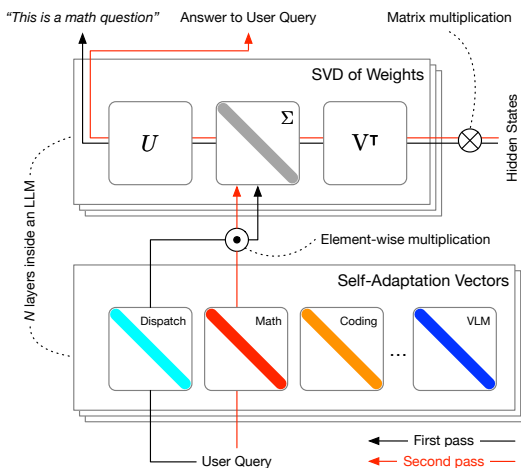 "This is a math question"
Answer to User Query
Matrix multiplication
SVD of Weights
U
Σ
Vᵀ
Hidden States
N layers inside an LLM
Element-wise multiplication
Self-Adaptation Vectors
Dispatch
Math
Coding
...
VLM
User Query
First pass
Second pass